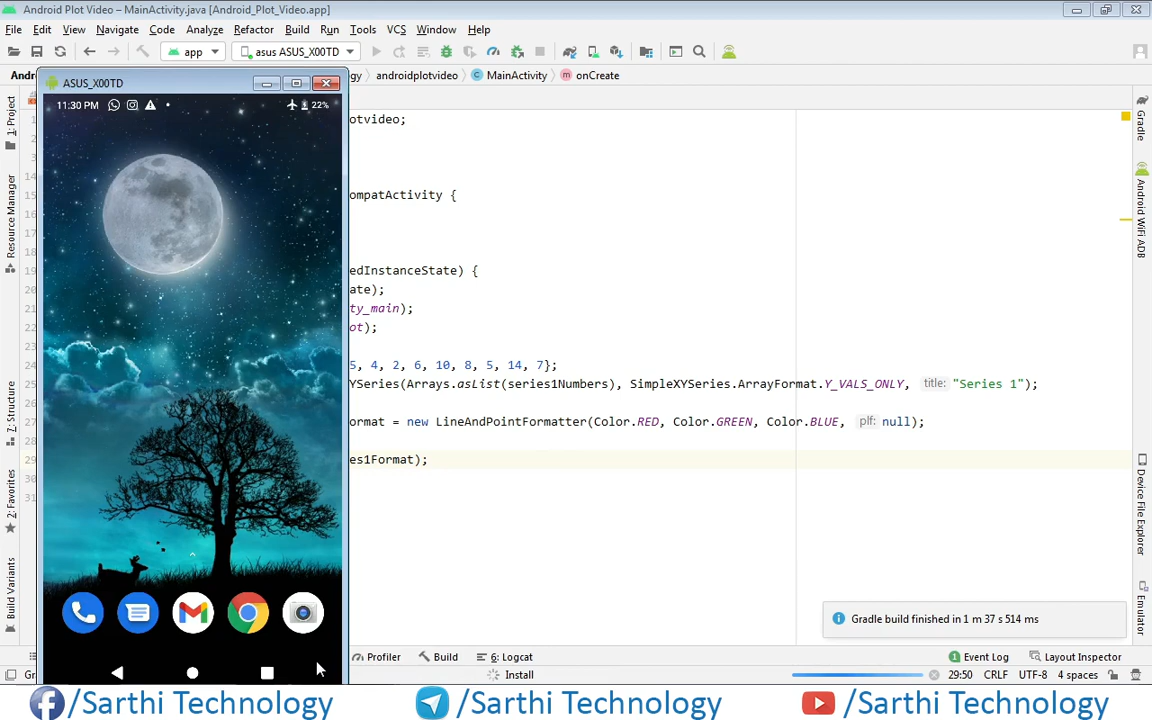 Android Plot Video – MainActivity.java [Android_Plot_Video.app]
File Edit View Navigate Code Analyze Refactor Build Run Tools VCS Window Help
app asus ASUS_X00TD
androidplotvideo MainActivity onCreate
ASUS_X00TD
11:30 PM 22%
otvideo;
ompatActivity {
edInstanceState) {
ate);
ty_main);
ot);
5, 4, 2, 6, 10, 8, 5, 14, 7};
YSeries(Arrays.asList(series1Numbers), SimpleXYSeries.ArrayFormat.Y_VALS_ONLY, title: "Series 1");
ormat = new LineAndPointFormatter(Color.RED, Color.GREEN, Color.BLUE, plf: null);
es1Format);
1: Project
Resource Manager
Z: Structure
2: Favorites
Build Variants
Gradle
Android WiFi ADB
Device File Explorer
Emulator
Gradle build finished in 1 m 37 s 514 ms
Profiler Build 6: Logcat 1 Event Log Layout Inspector
Install 29:50 CRLF UTF-8 4 spaces
/Sarthi Technology /Sarthi Technology /Sarthi Technology